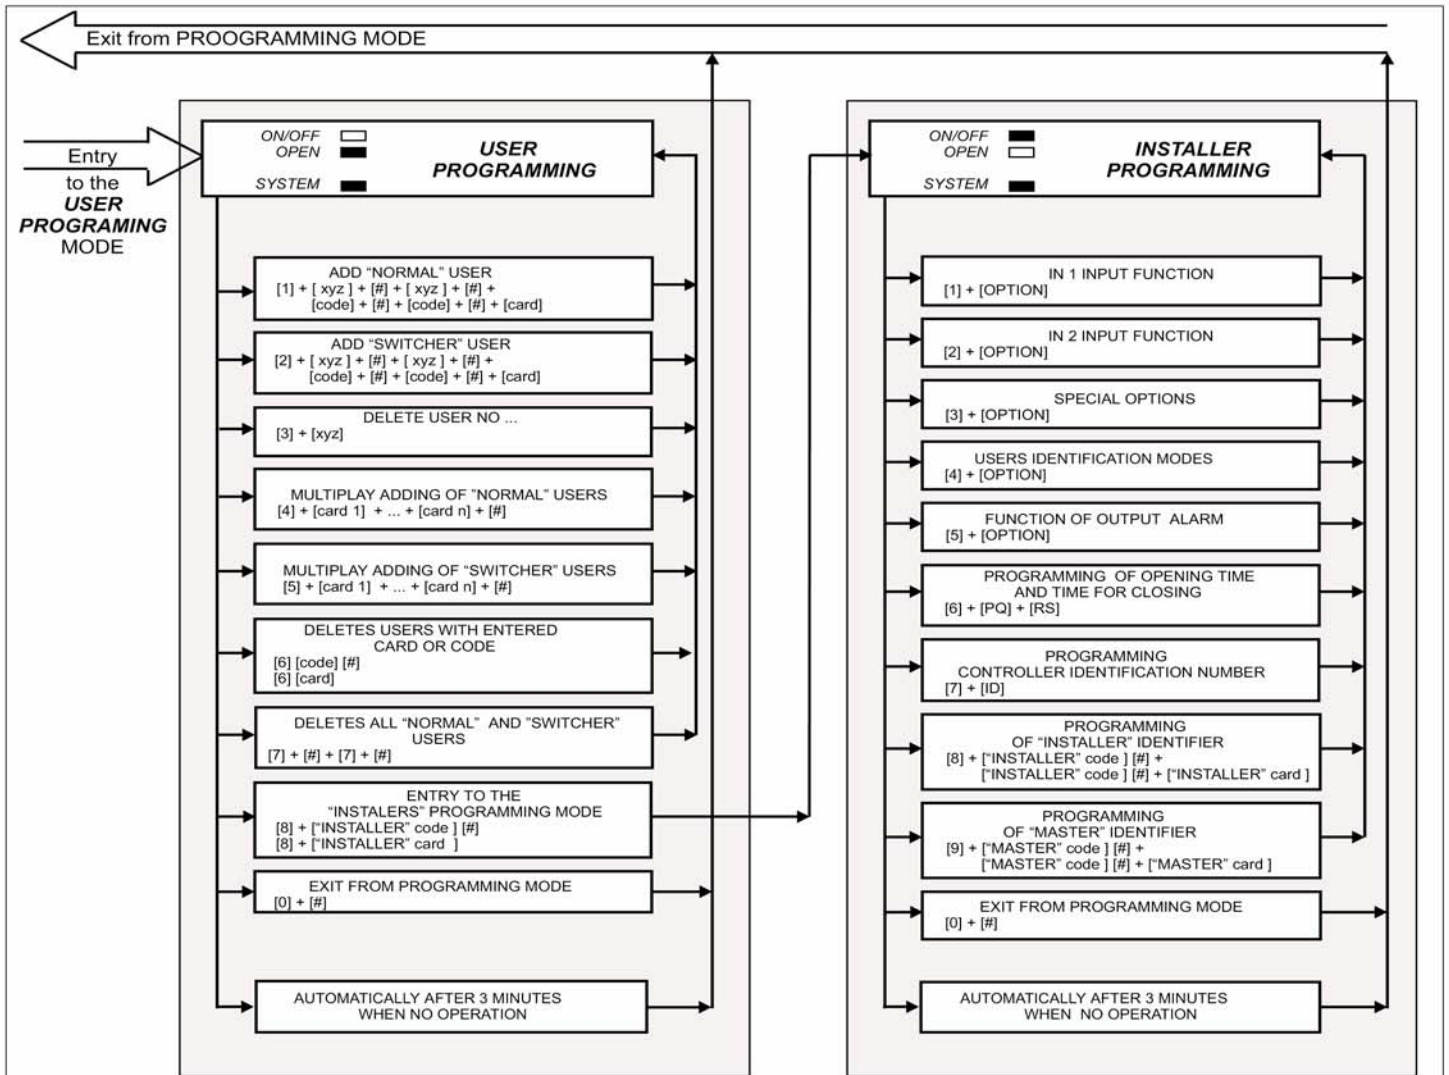 Exit from PROOGRAMMING MODE
Entry
to the
USER
PROGRAMING
MODE
ON/OFF
OPEN
SYSTEM
USER
PROGRAMMING
ADD “NORMAL” USER
[1] + [ xyz ] + [#] + [ xyz ] + [#] +
[code] + [#] + [code] + [#] + [card]
ADD “SWITCHER” USER
[2] + [ xyz ] + [#] + [ xyz ] + [#] +
[code] + [#] + [code] + [#] + [card]
DELETE USER NO ...
[3] + [xyz]
MULTIPLAY ADDING OF ”NORMAL” USERS
[4] + [card 1] + ... + [card n] + [#]
MULTIPLAY ADDING OF “SWITCHER” USERS
[5] + [card 1] + ... + [card n] + [#]
DELETES USERS WITH ENTERED
CARD OR CODE
[6] [code] [#]
[6] [card]
DELETES ALL “NORMAL” AND ”SWITCHER”
USERS
[7] + [#] + [7] + [#]
ENTRY TO THE
“INSTALERS” PROGRAMMING MODE
[8] + [“INSTALLER” code ] [#]
[8] + [“INSTALLER” card ]
EXIT FROM PROGRAMMING MODE
[0] + [#]
AUTOMATICALLY AFTER 3 MINUTES
WHEN NO OPERATION
ON/OFF
OPEN
SYSTEM
INSTALLER
PROGRAMMING
IN 1 INPUT FUNCTION
[1] + [OPTION]
IN 2 INPUT FUNCTION
[2] + [OPTION]
SPECIAL OPTIONS
[3] + [OPTION]
USERS IDENTIFICATION MODES
[4] + [OPTION]
FUNCTION OF OUTPUT ALARM
[5] + [OPTION]
PROGRAMMING OF OPENING TIME
AND TIME FOR CLOSING
[6] + [PQ] + [RS]
PROGRAMMING
CONTROLLER IDENTIFICATION NUMBER
[7] + [ID]
PROGRAMMING
OF “INSTALLER” IDENTIFIER
[8] + [“INSTALLER” code ] [#] +
[“INSTALLER” code ] [#] + [“INSTALLER” card ]
PROGRAMMING
OF “MASTER” IDENTIFIER
[9] + [“MASTER” code ] [#] +
[“MASTER” code ] [#] + [“MASTER” card ]
EXIT FROM PROGRAMMING MODE
[0] + [#]
AUTOMATICALLY AFTER 3 MINUTES
WHEN NO OPERATION